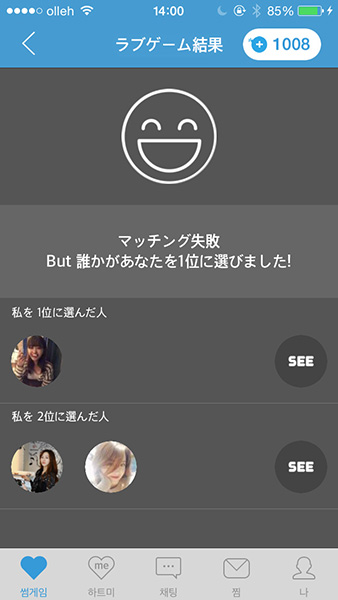 olleh 14:00 85%
ラブゲーム結果 1008
マッチング失敗
But 誰かがあなたを1位に選びました!
私を 1位に選んだ人
SEE
私を 2位に選んだ人
SEE
me
썸게임 하트미 채팅 찜 나